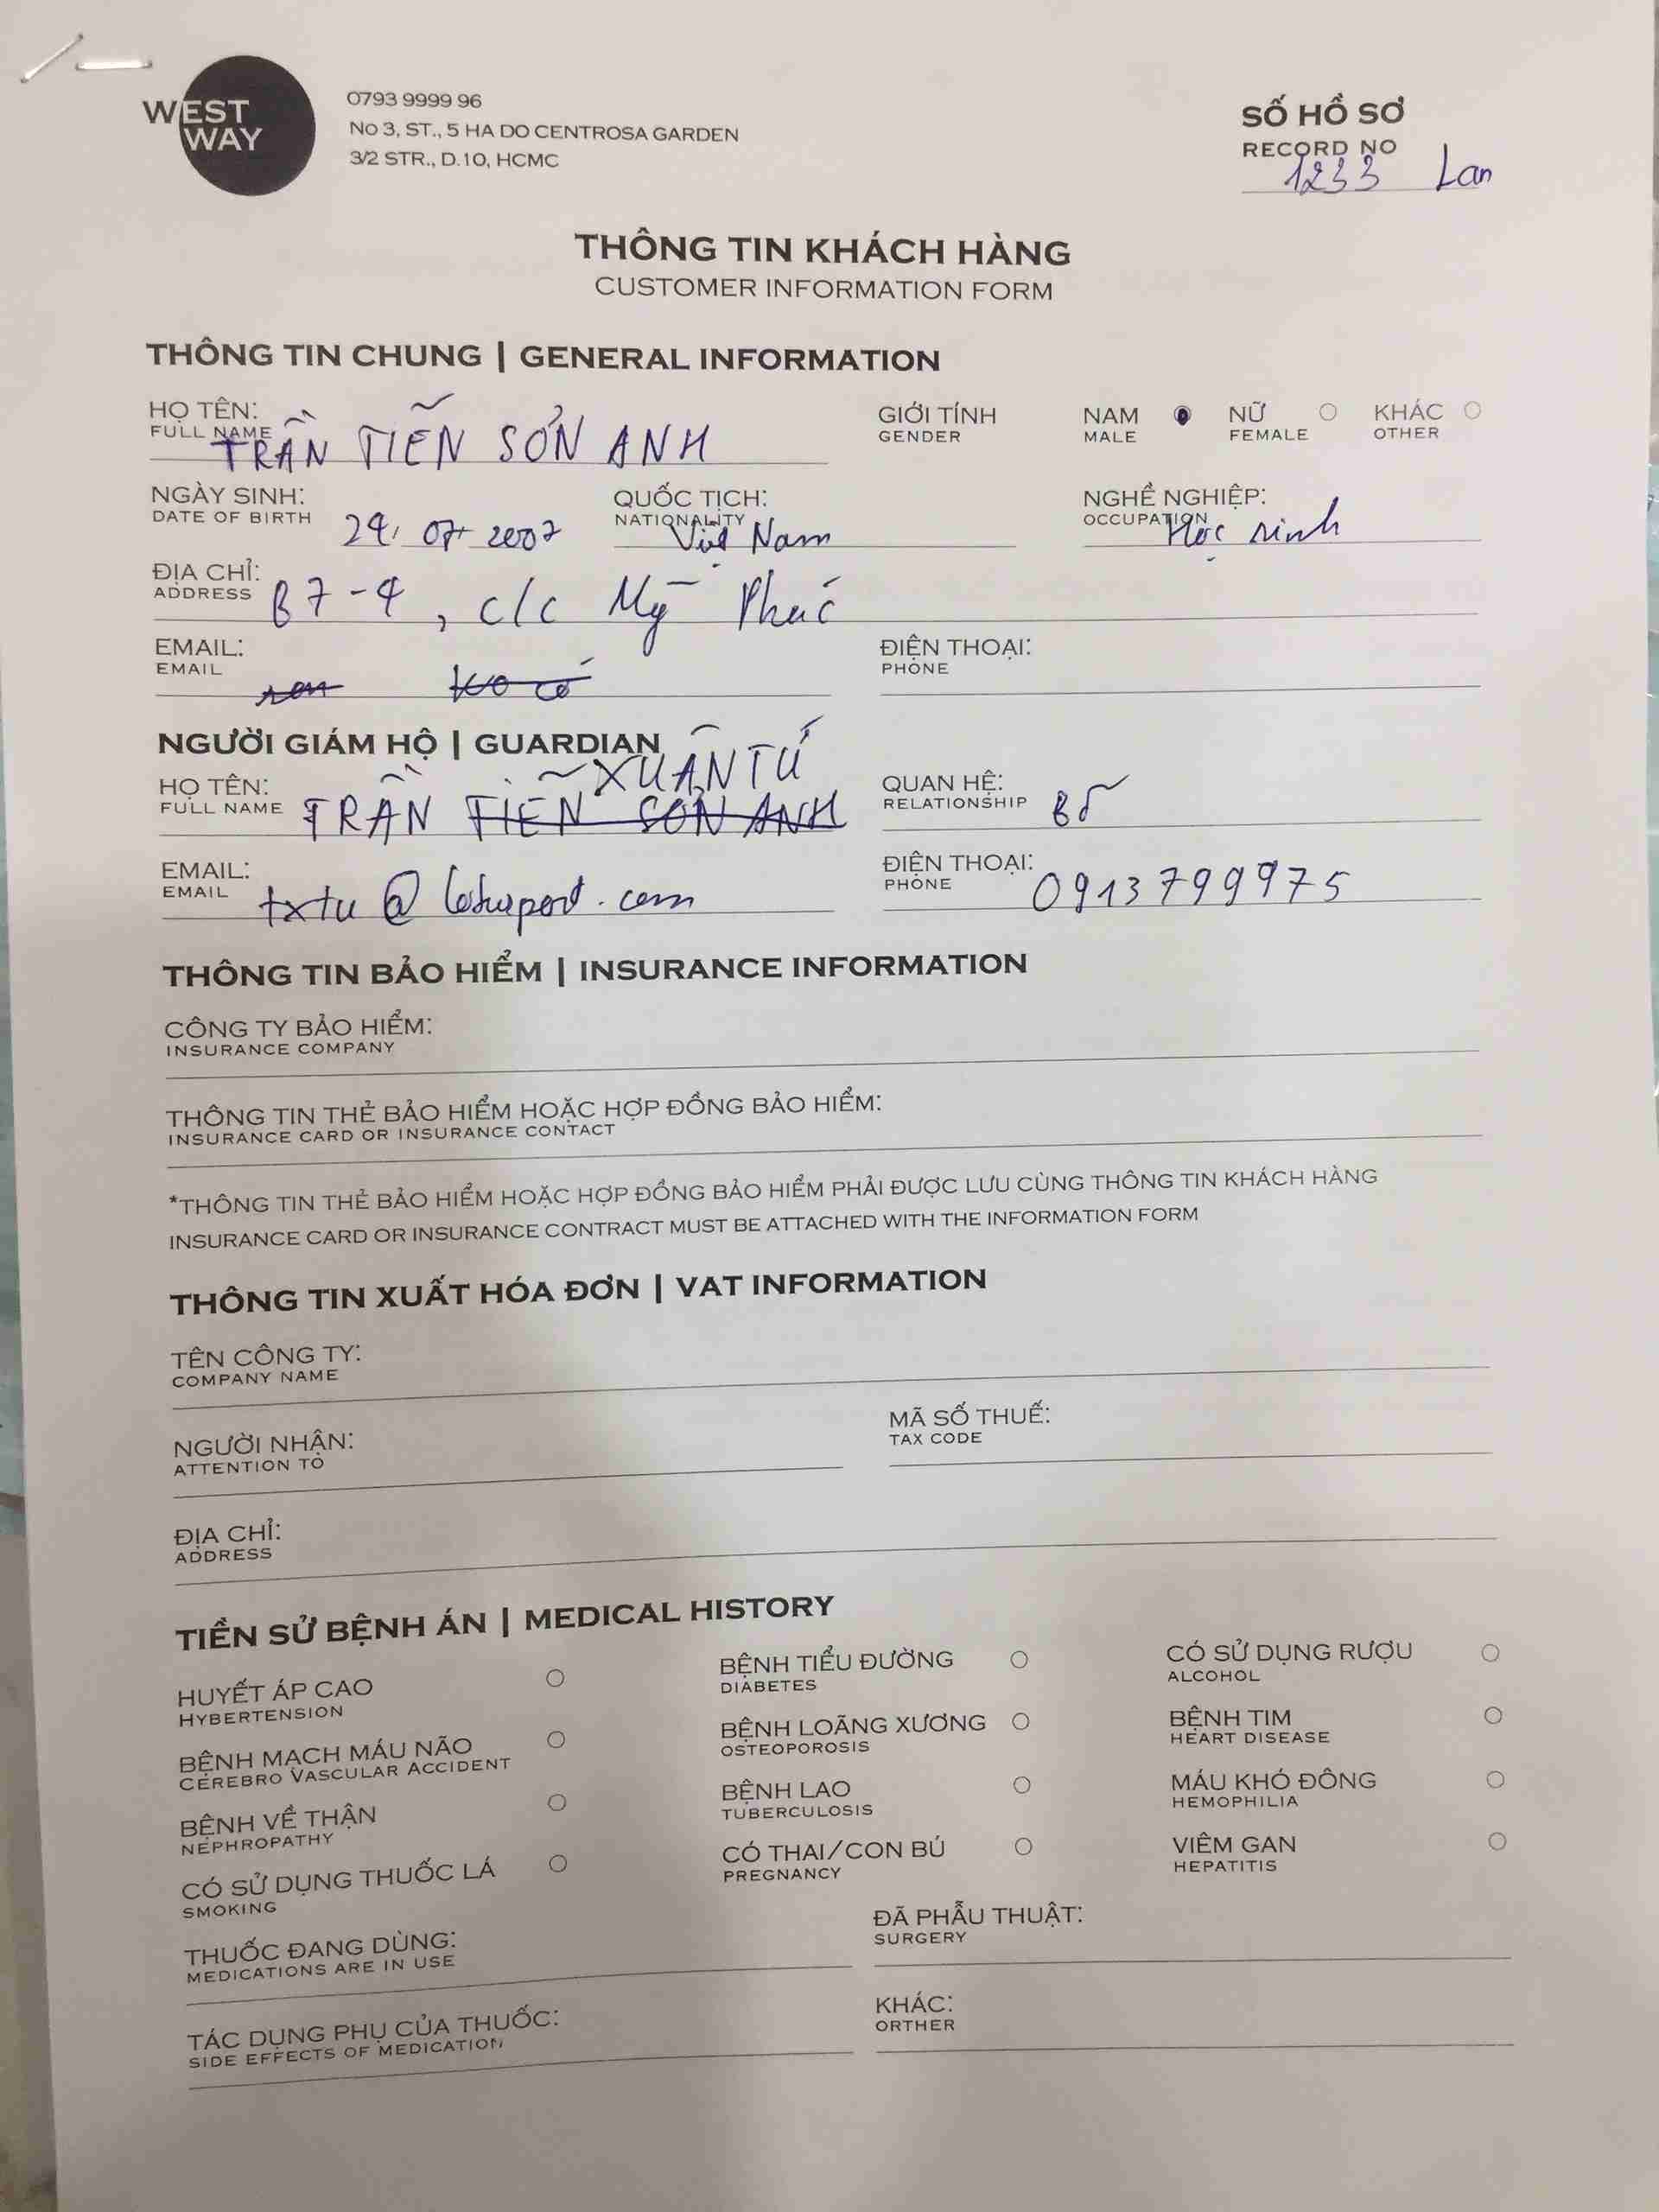 WEST WAY
0793 9999 96
NO 3, ST., 5 HA DO CENTROSA GARDEN
3/2 STR., D.10, HCMC
SỐ HỒ SƠ
RECORD NO
1233 Lan
THÔNG TIN KHÁCH HÀNG
CUSTOMER INFORMATION FORM
THÔNG TIN CHUNG | GENERAL INFORMATION
HỌ TÊN: TRẦN TIẾN SƠN ANH
FULL NAME
GIỚI TÍNH NAM NỮ KHÁC
GENDER MALE FEMALE OTHER
NGÀY SINH: QUỐC TỊCH: NGHỀ NGHIỆP:
DATE OF BIRTH 29. 07. 2007 NATIONALITY Việt Nam OCCUPATION Học sinh
ĐỊA CHỈ:
ADDRESS B7-4, c/c Mỹ Phúc
EMAIL: ĐIỆN THOẠI:
EMAIL ko có PHONE
NGƯỜI GIÁM HỘ | GUARDIAN
XUÂN TÚ
HỌ TÊN: QUAN HỆ:
FULL NAME TRẦN TIẾN SƠN ANH RELATIONSHIP Bố
EMAIL: ĐIỆN THOẠI:
EMAIL txtu@lotusport.com PHONE 0913799975
THÔNG TIN BẢO HIỂM | INSURANCE INFORMATION
CÔNG TY BẢO HIỂM:
INSURANCE COMPANY
THÔNG TIN THẺ BẢO HIỂM HOẶC HỢP ĐỒNG BẢO HIỂM:
INSURANCE CARD OR INSURANCE CONTACT
*THÔNG TIN THẺ BẢO HIỂM HOẶC HỢP ĐỒNG BẢO HIỂM PHẢI ĐƯỢC LƯU CÙNG THÔNG TIN KHÁCH HÀNG
INSURANCE CARD OR INSURANCE CONTRACT MUST BE ATTACHED WITH THE INFORMATION FORM
THÔNG TIN XUẤT HÓA ĐƠN | VAT INFORMATION
TÊN CÔNG TY:
COMPANY NAME
NGƯỜI NHẬN: MÃ SỐ THUẾ:
ATTENTION TO TAX CODE
ĐỊA CHỈ:
ADDRESS
TIỀN SỬ BỆNH ÁN | MEDICAL HISTORY
HUYẾT ÁP CAO BỆNH TIỂU ĐƯỜNG CÓ SỬ DỤNG RƯỢU
HYBERTENSION DIABETES ALCOHOL
BỆNH MẠCH MÁU NÃO BỆNH LOÃNG XƯƠNG BỆNH TIM
CEREBRO VASCULAR ACCIDENT OSTEOPOROSIS HEART DISEASE
BỆNH VỀ THẬN BỆNH LAO MÁU KHÓ ĐÔNG
NEPHROPATHY TUBERCULOSIS HEMOPHILIA
CÓ SỬ DỤNG THUỐC LÁ CÓ THAI/CON BÚ VIÊM GAN
SMOKING PREGNANCY HEPATITIS
THUỐC ĐANG DÙNG: ĐÃ PHẪU THUẬT:
MEDICATIONS ARE IN USE SURGERY
TÁC DỤNG PHỤ CỦA THUỐC: KHÁC:
SIDE EFFECTS OF MEDICATION ORTHER